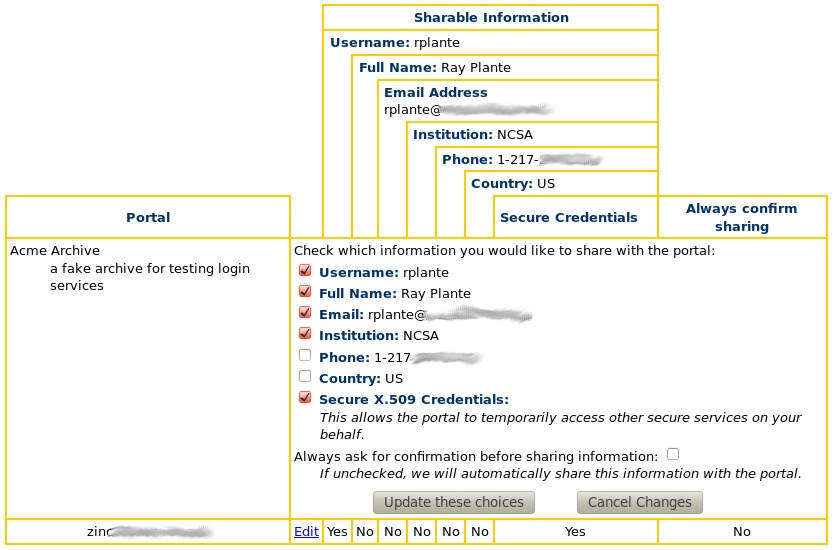 Sharable Information
Username: rplante
Full Name: Ray Plante
Email Address
rplante@
Institution: NCSA
Phone: 1-217-
Country: US
Portal
Secure Credentials
Always confirm
sharing
Acme Archive
a fake archive for testing login
services
Check which information you would like to share with the portal:
Username: rplante
Full Name: Ray Plante
Email: rplante@
Institution: NCSA
Phone: 1-217-
Country: US
Secure X.509 Credentials:
This allows the portal to temporarily access other secure services on your
behalf.
Always ask for confirmation before sharing information:
If unchecked, we will automatically share this information with the portal.
Update these choices Cancel Changes
zinc Edit Yes No No No No No Yes No